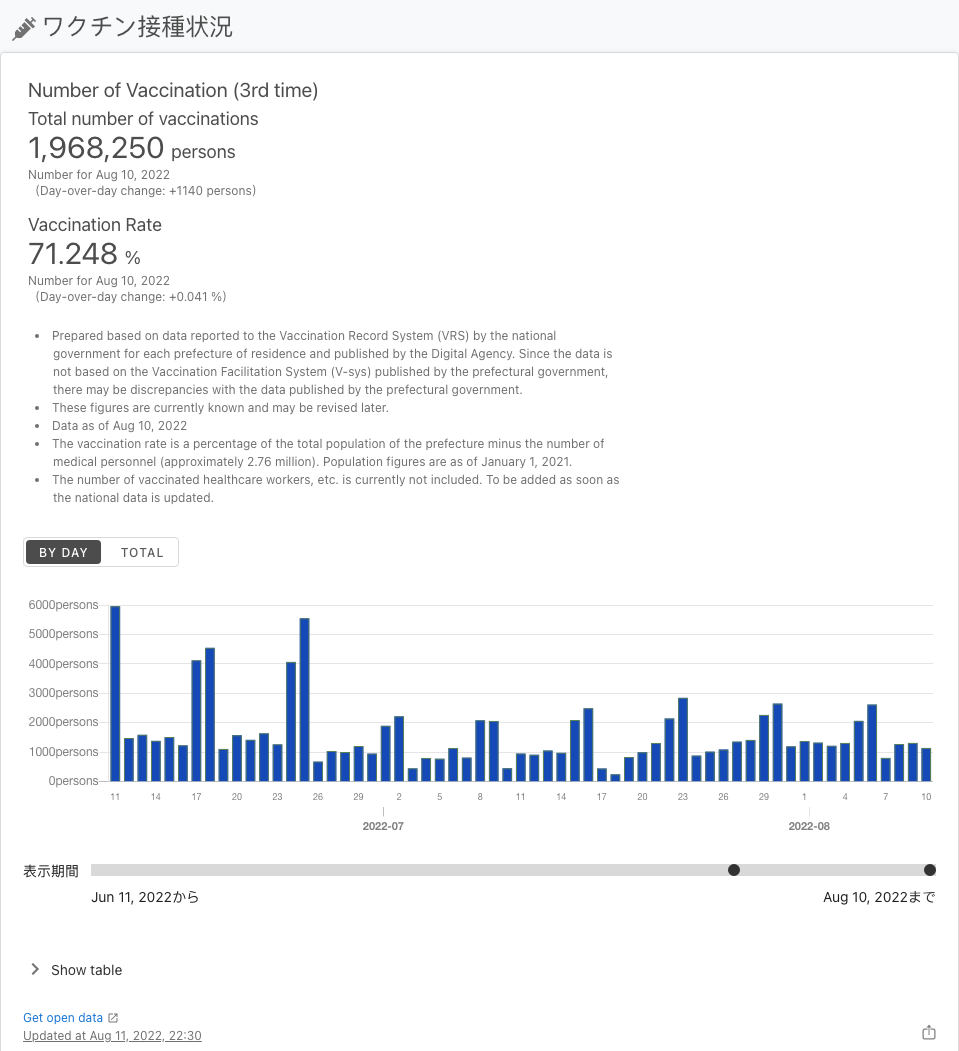 ワクチン接種状況
Number of Vaccination (3rd time)
Total number of vaccinations
1,968,250 persons
Number for Aug 10, 2022
(Day-over-day change: +1140 persons)
Vaccination Rate
71.248 %
Number for Aug 10, 2022
(Day-over-day change: +0.041 %)
• Prepared based on data reported to the Vaccination Record System (VRS) by the national
government for each prefecture of residence and published by the Digital Agency. Since the data is
not based on the Vaccination Facilitation System (V-sys) published by the prefectural government,
there may be discrepancies with the data published by the prefectural government.
• These figures are currently known and may be revised later.
• Data as of Aug 10, 2022
• The vaccination rate is a percentage of the total population of the prefecture minus the number of
medical personnel (approximately 2.76 million). Population figures are as of January 1, 2021.
• The number of vaccinated healthcare workers, etc. is currently not included. To be added as soon as
the national data is updated.
BY DAY TOTAL
6000persons
5000persons
4000persons
3000persons
2000persons
1000persons
0persons
11 14 17 20 23 26 29 2 5 8 11 14 17 20 23 26 29 1 4 7 10
2022-07 2022-08
表示期間
Jun 11, 2022から Aug 10, 2022まで
Show table
Get open data
Updated at Aug 11, 2022, 22:30